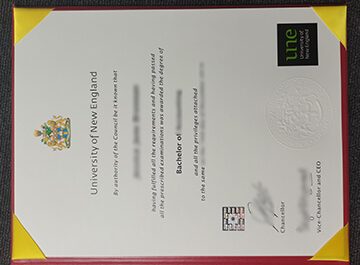 University of New England
By authority of the Council be it known that
having fulfilled all the requirements and having passed
all the prescribed examinations was awarded the degree of
Bachelor of
and all the privileges attached
to the same
une
University of
New England
Chancellor
Vice-Chancellor and CEO